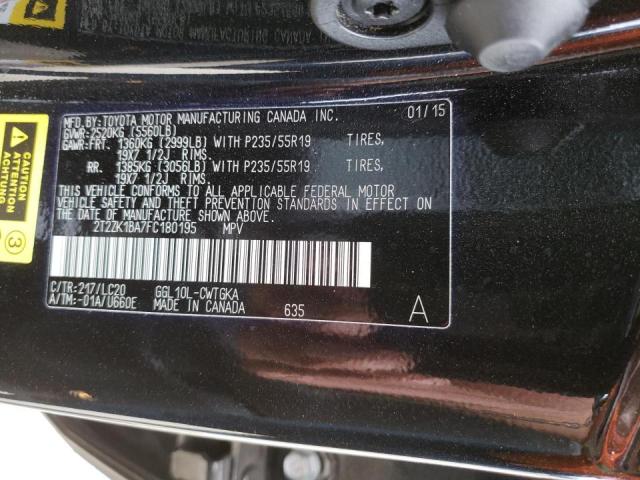 MFD.BY:TOYOTA MOTOR MANUFACTURING CANADA INC. 01/15
GVWR:2520KG (5560LB)
GAWR:FRT. 1360KG (2999LB) WITH P235/55R19 TIRES,
19X7 1/2J RIMS.
RR. 1385KG (3056LB) WITH P235/55R19 TIRES,
19X7 1/2J RIMS.
THIS VEHICLE CONFORMS TO ALL APPLICABLE FEDERAL MOTOR
VEHICLE SAFETY AND THEFT PREVENTION STANDARDS IN EFFECT
ON THE DATE OF MANUFACTURE SHOWN ABOVE.
2T2ZK1BA7FC180195 MPV
C/TR:217/LC20 GGL10L-CWTGKA
A/TM:-01A/U660E MADE IN CANADA 635 A
CAUTION
ATTENTION
3